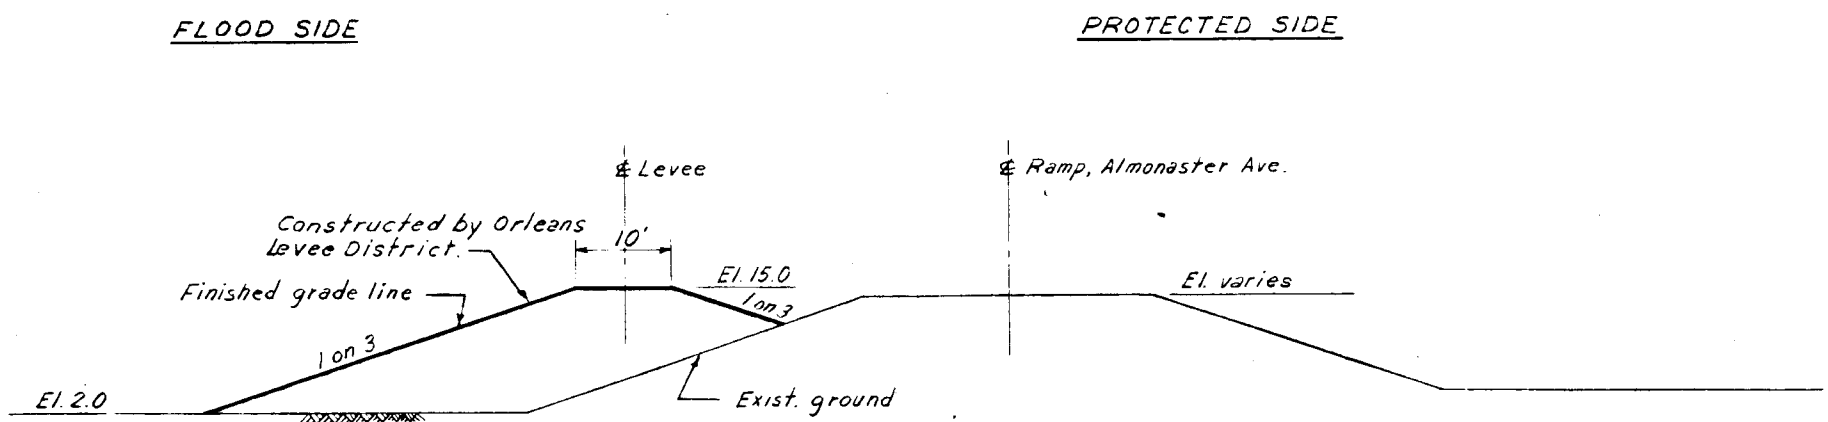 FLOOD SIDE
PROTECTED SIDE
℄ Levee
℄ Ramp, Almonaster Ave.
Constructed by Orleans
Levee District.
10'
El. 15.0
El. varies
Finished grade line
1 on 3
1 on 3
El. 2.0
Exist. ground